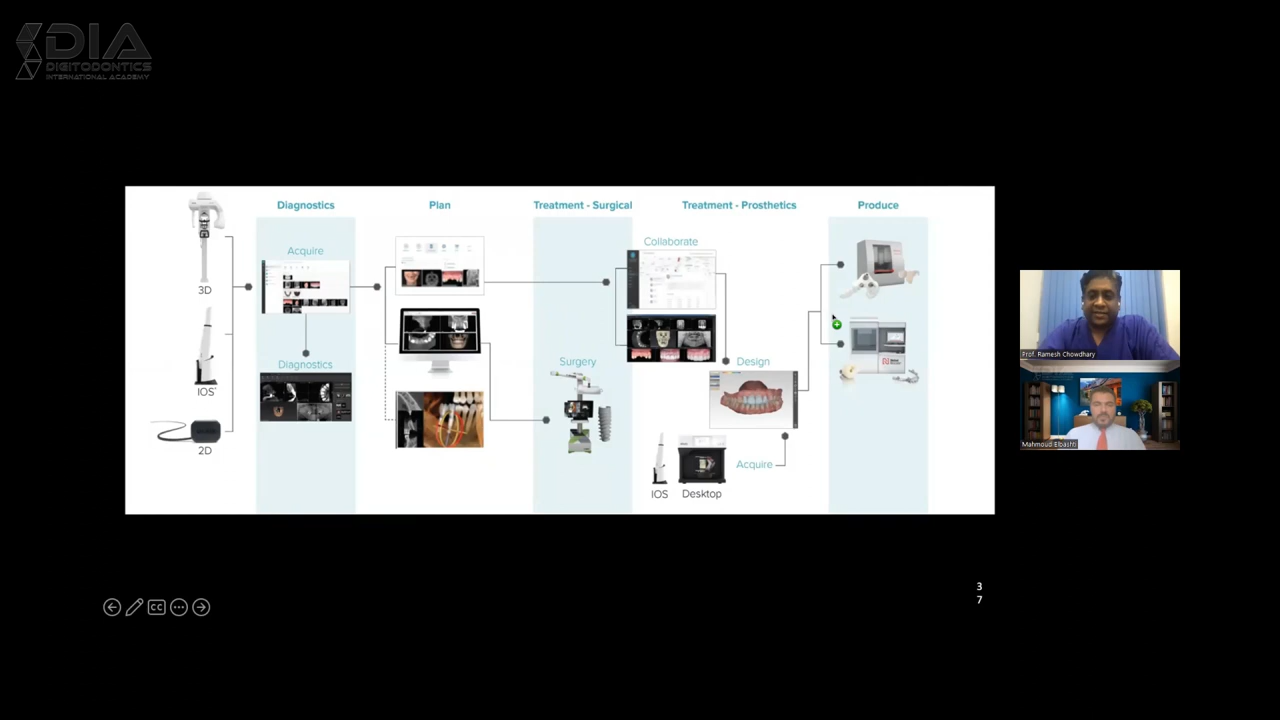 DIA
DIGITODONTICS
INTERNATIONAL ACADEMY
Diagnostics
Plan
Treatment - Surgical
Treatment - Prosthetics
Produce
Acquire
Collaborate
3D
Diagnostics
Surgery
Design
IOS*
2D
Acquire
IOS
Desktop
Prof. Ramesh Chowdhary
Mahmoud Elbashti
CC
3
7